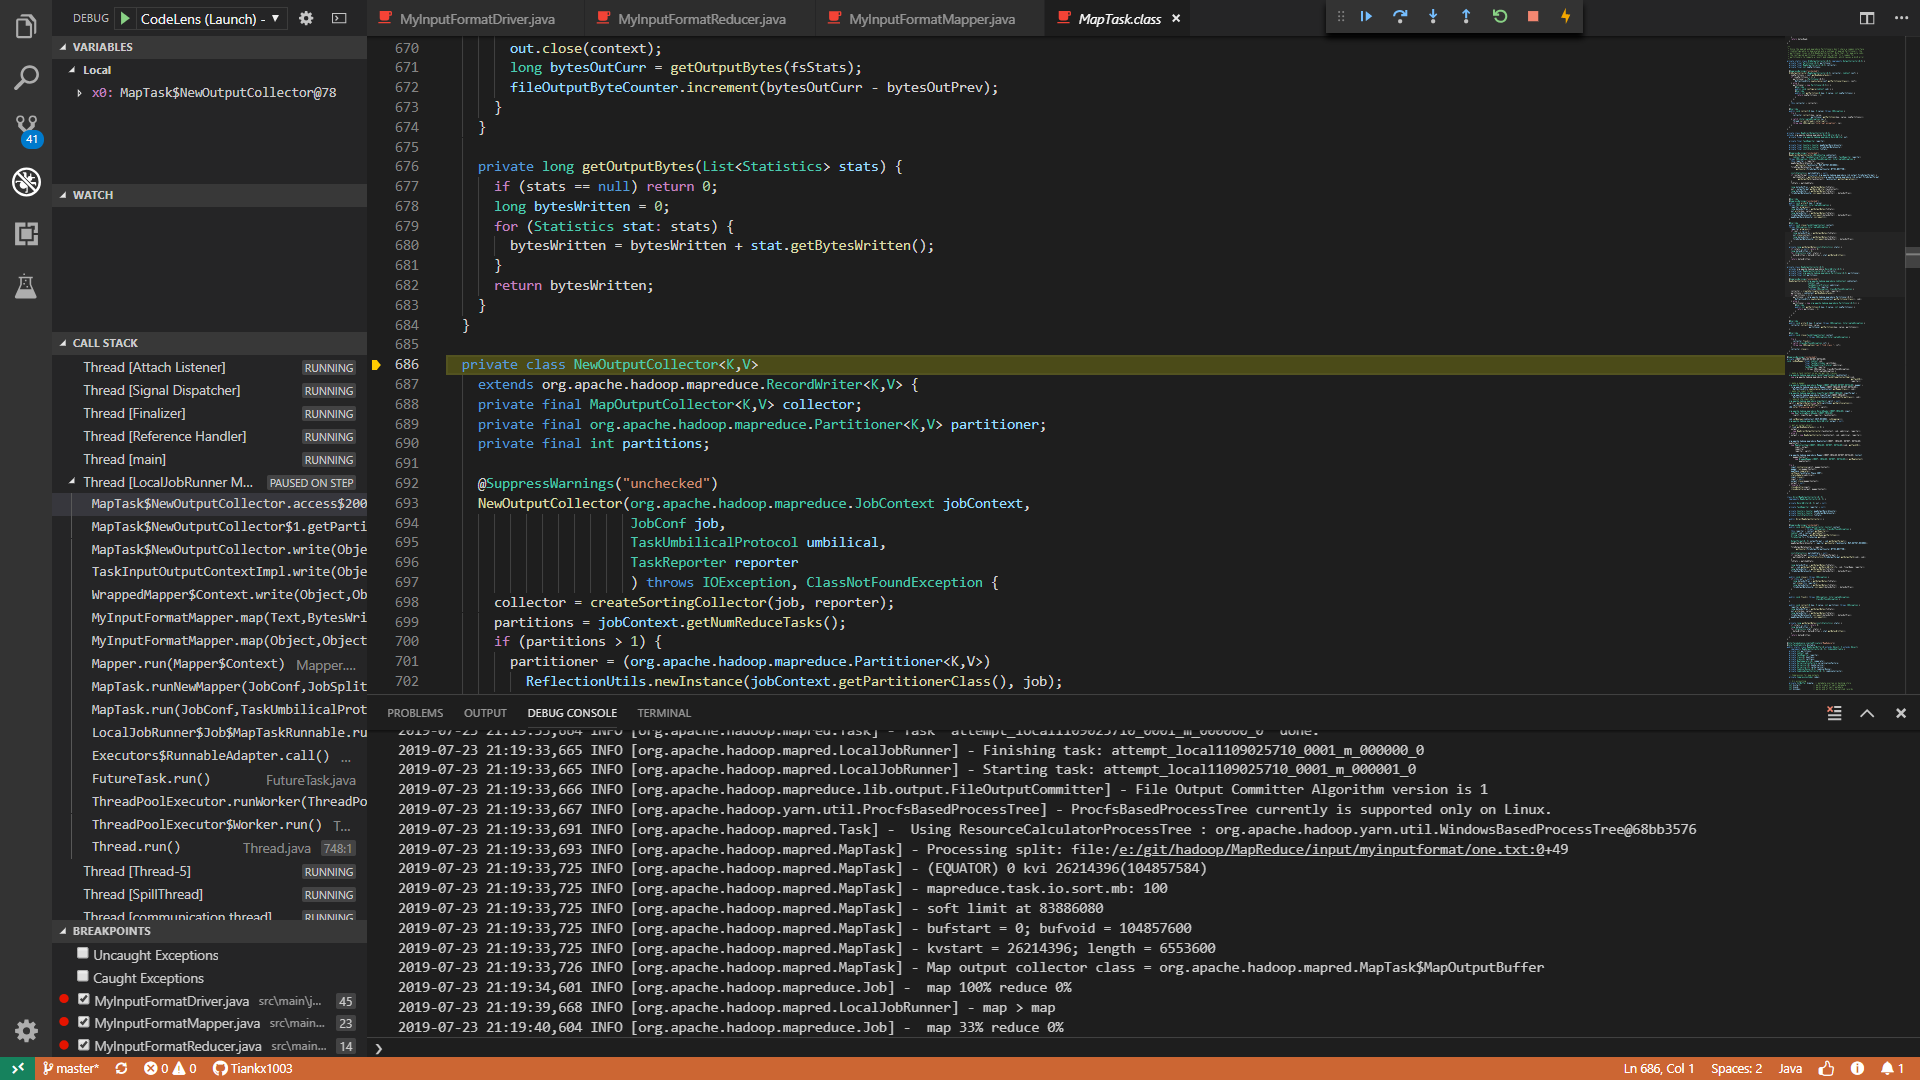 DEBUG
CodeLens (Launch) -
MyInputFormatDriver.java
MyInputFormatReducer.java
MyInputFormatMapper.java
MapTask.class
VARIABLES
Local
x0: MapTask$NewOutputCollector@78
41
WATCH
CALL STACK
Thread [Attach Listener] RUNNING
Thread [Signal Dispatcher] RUNNING
Thread [Finalizer] RUNNING
Thread [Reference Handler] RUNNING
Thread [main] RUNNING
Thread [LocalJobRunner M... PAUSED ON STEP
MapTask$NewOutputCollector.access$200
MapTask$NewOutputCollector$1.getParti
MapTask$NewOutputCollector.write(Obje
TaskInputOutputContextImpl.write(Obje
WrappedMapper$Context.write(Object,Ob
MyInputFormatMapper.map(Text,BytesWri
MyInputFormatMapper.map(Object,Object
Mapper.run(Mapper$Context) Mapper....
MapTask.runNewMapper(JobConf,JobSplit
MapTask.run(JobConf,TaskUmbilicalProt
LocalJobRunner$Job$MapTaskRunnable.ru
Executors$RunnableAdapter.call() ...
FutureTask.run() FutureTask.java
ThreadPoolExecutor.runWorker(ThreadPo
ThreadPoolExecutor$Worker.run() T...
Thread.run() Thread.java 748:1
Thread [Thread-5] RUNNING
Thread [SpillThread] RUNNING
Thread [communication thread] RUNNING
BREAKPOINTS
Uncaught Exceptions
Caught Exceptions
MyInputFormatDriver.java src\main\j... 45
MyInputFormatMapper.java src\main... 23
MyInputFormatReducer.java src\main... 14
670 out.close(context);
671 long bytesOutCurr = getOutputBytes(fsStats);
672 fileOutputByteCounter.increment(bytesOutCurr - bytesOutPrev);
673 }
674 }
675
676 private long getOutputBytes(List<Statistics> stats) {
677 if (stats == null) return 0;
678 long bytesWritten = 0;
679 for (Statistics stat: stats) {
680 bytesWritten = bytesWritten + stat.getBytesWritten();
681 }
682 return bytesWritten;
683 }
684 }
685
686 private class NewOutputCollector<K,V>
687 extends org.apache.hadoop.mapreduce.RecordWriter<K,V> {
688 private final MapOutputCollector<K,V> collector;
689 private final org.apache.hadoop.mapreduce.Partitioner<K,V> partitioner;
690 private final int partitions;
691
692 @SuppressWarnings("unchecked")
693 NewOutputCollector(org.apache.hadoop.mapreduce.JobContext jobContext,
694 JobConf job,
695 TaskUmbilicalProtocol umbilical,
696 TaskReporter reporter
697 ) throws IOException, ClassNotFoundException {
698 collector = createSortingCollector(job, reporter);
699 partitions = jobContext.getNumReduceTasks();
700 if (partitions > 1) {
701 partitioner = (org.apache.hadoop.mapreduce.Partitioner<K,V>)
702 ReflectionUtils.newInstance(jobContext.getPartitionerClass(), job);
PROBLEMS OUTPUT DEBUG CONSOLE TERMINAL
2019-07-23 21:19:33,664 INFO [org.apache.hadoop.mapred.Task] - Task 'attempt_local1109025710_0001_m_000000_0' done.
2019-07-23 21:19:33,665 INFO [org.apache.hadoop.mapred.LocalJobRunner] - Finishing task: attempt_local1109025710_0001_m_000000_0
2019-07-23 21:19:33,665 INFO [org.apache.hadoop.mapred.LocalJobRunner] - Starting task: attempt_local1109025710_0001_m_000001_0
2019-07-23 21:19:33,666 INFO [org.apache.hadoop.mapreduce.lib.output.FileOutputCommitter] - File Output Committer Algorithm version is 1
2019-07-23 21:19:33,667 INFO [org.apache.hadoop.yarn.util.ProcfsBasedProcessTree] - ProcfsBasedProcessTree currently is supported only on Linux.
2019-07-23 21:19:33,691 INFO [org.apache.hadoop.mapred.Task] - Using ResourceCalculatorProcessTree : org.apache.hadoop.yarn.util.WindowsBasedProcessTree@68bb3576
2019-07-23 21:19:33,693 INFO [org.apache.hadoop.mapred.MapTask] - Processing split: file:/e:/git/hadoop/MapReduce/input/myinputformat/one.txt:0+49
2019-07-23 21:19:33,725 INFO [org.apache.hadoop.mapred.MapTask] - (EQUATOR) 0 kvi 26214396(104857584)
2019-07-23 21:19:33,725 INFO [org.apache.hadoop.mapred.MapTask] - mapreduce.task.io.sort.mb: 100
2019-07-23 21:19:33,725 INFO [org.apache.hadoop.mapred.MapTask] - soft limit at 83886080
2019-07-23 21:19:33,725 INFO [org.apache.hadoop.mapred.MapTask] - bufstart = 0; bufvoid = 104857600
2019-07-23 21:19:33,725 INFO [org.apache.hadoop.mapred.MapTask] - kvstart = 26214396; length = 6553600
2019-07-23 21:19:33,726 INFO [org.apache.hadoop.mapred.MapTask] - Map output collector class = org.apache.hadoop.mapred.MapTask$MapOutputBuffer
2019-07-23 21:19:34,601 INFO [org.apache.hadoop.mapreduce.Job] - map 100% reduce 0%
2019-07-23 21:19:39,668 INFO [org.apache.hadoop.mapred.LocalJobRunner] - map > map
2019-07-23 21:19:40,604 INFO [org.apache.hadoop.mapreduce.Job] - map 33% reduce 0%
master* 0 0 Tiankx1003 Ln 686, Col 1 Spaces: 2 Java 1